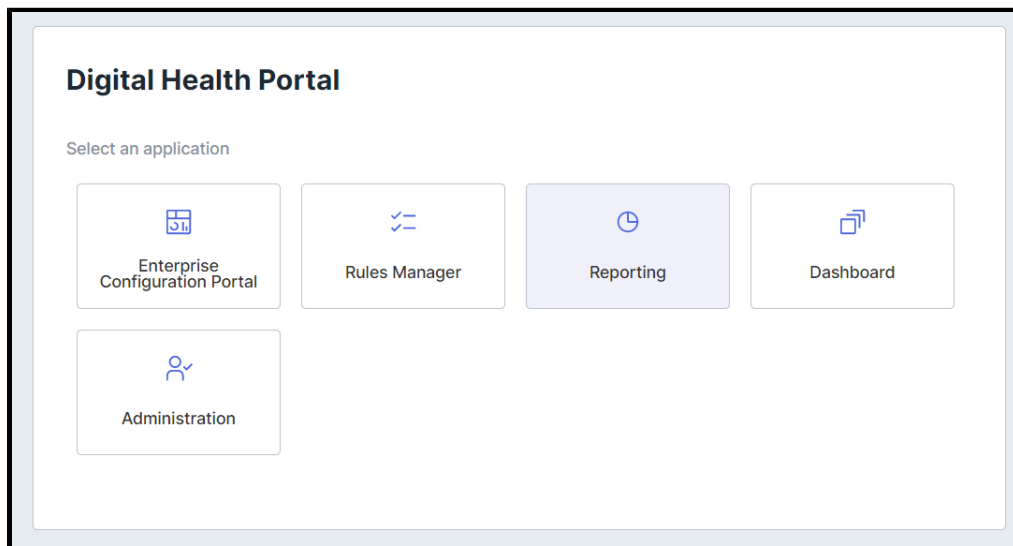 Digital Health Portal
Select an application
Enterprise
Configuration Portal
Rules Manager
Reporting
Dashboard
Administration